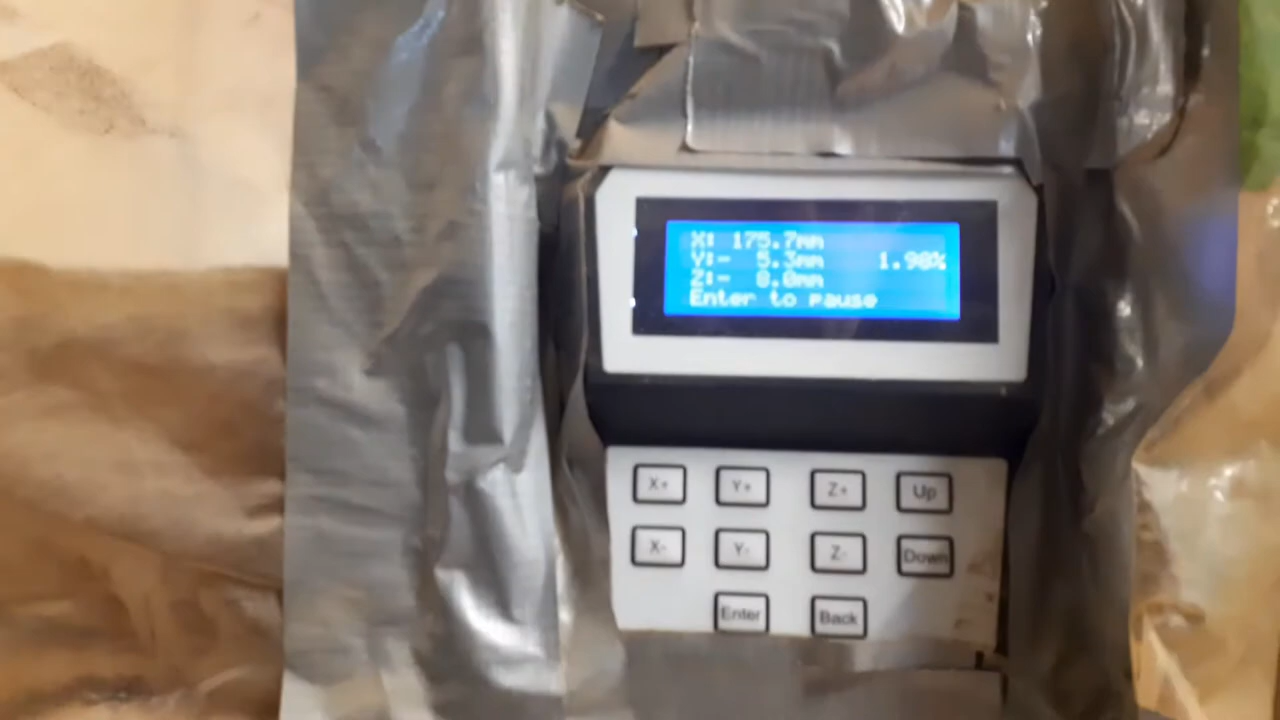 X: 175.7mm
Y:- 5.3mm 1.98%
Z:- 0.0mm
Enter to pause
X+ Y+ Z+ Up
X- Y- Z- Down
Enter Back